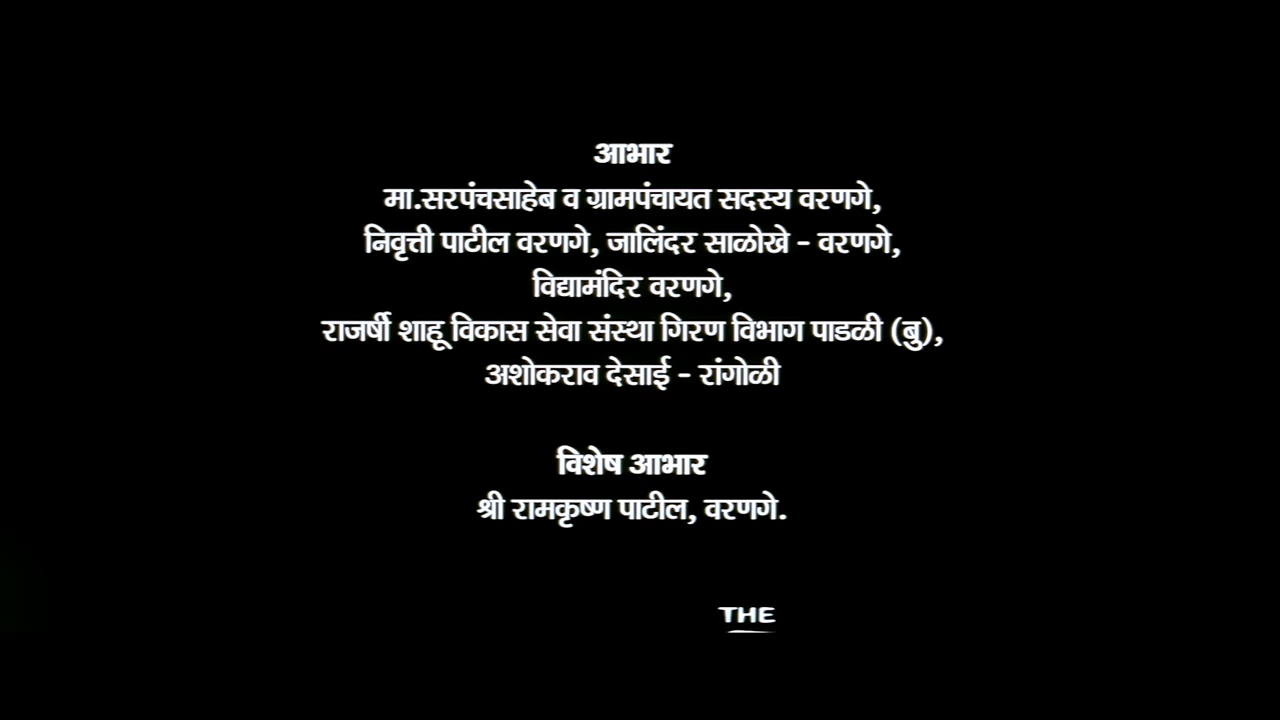 आभार
मा.सरपंचसाहेब व ग्रामपंचायत सदस्य वरणगे,
निवृत्ती पाटील वरणगे, जालिंदर साळोखे - वरणगे,
विद्यामंदिर वरणगे,
राजर्षी शाहू विकास सेवा संस्था गिरण विभाग पाडळी (बु),
अशोकराव देसाई - रांगोळी
विशेष आभार
श्री रामकृष्ण पाटील, वरणगे.
THE